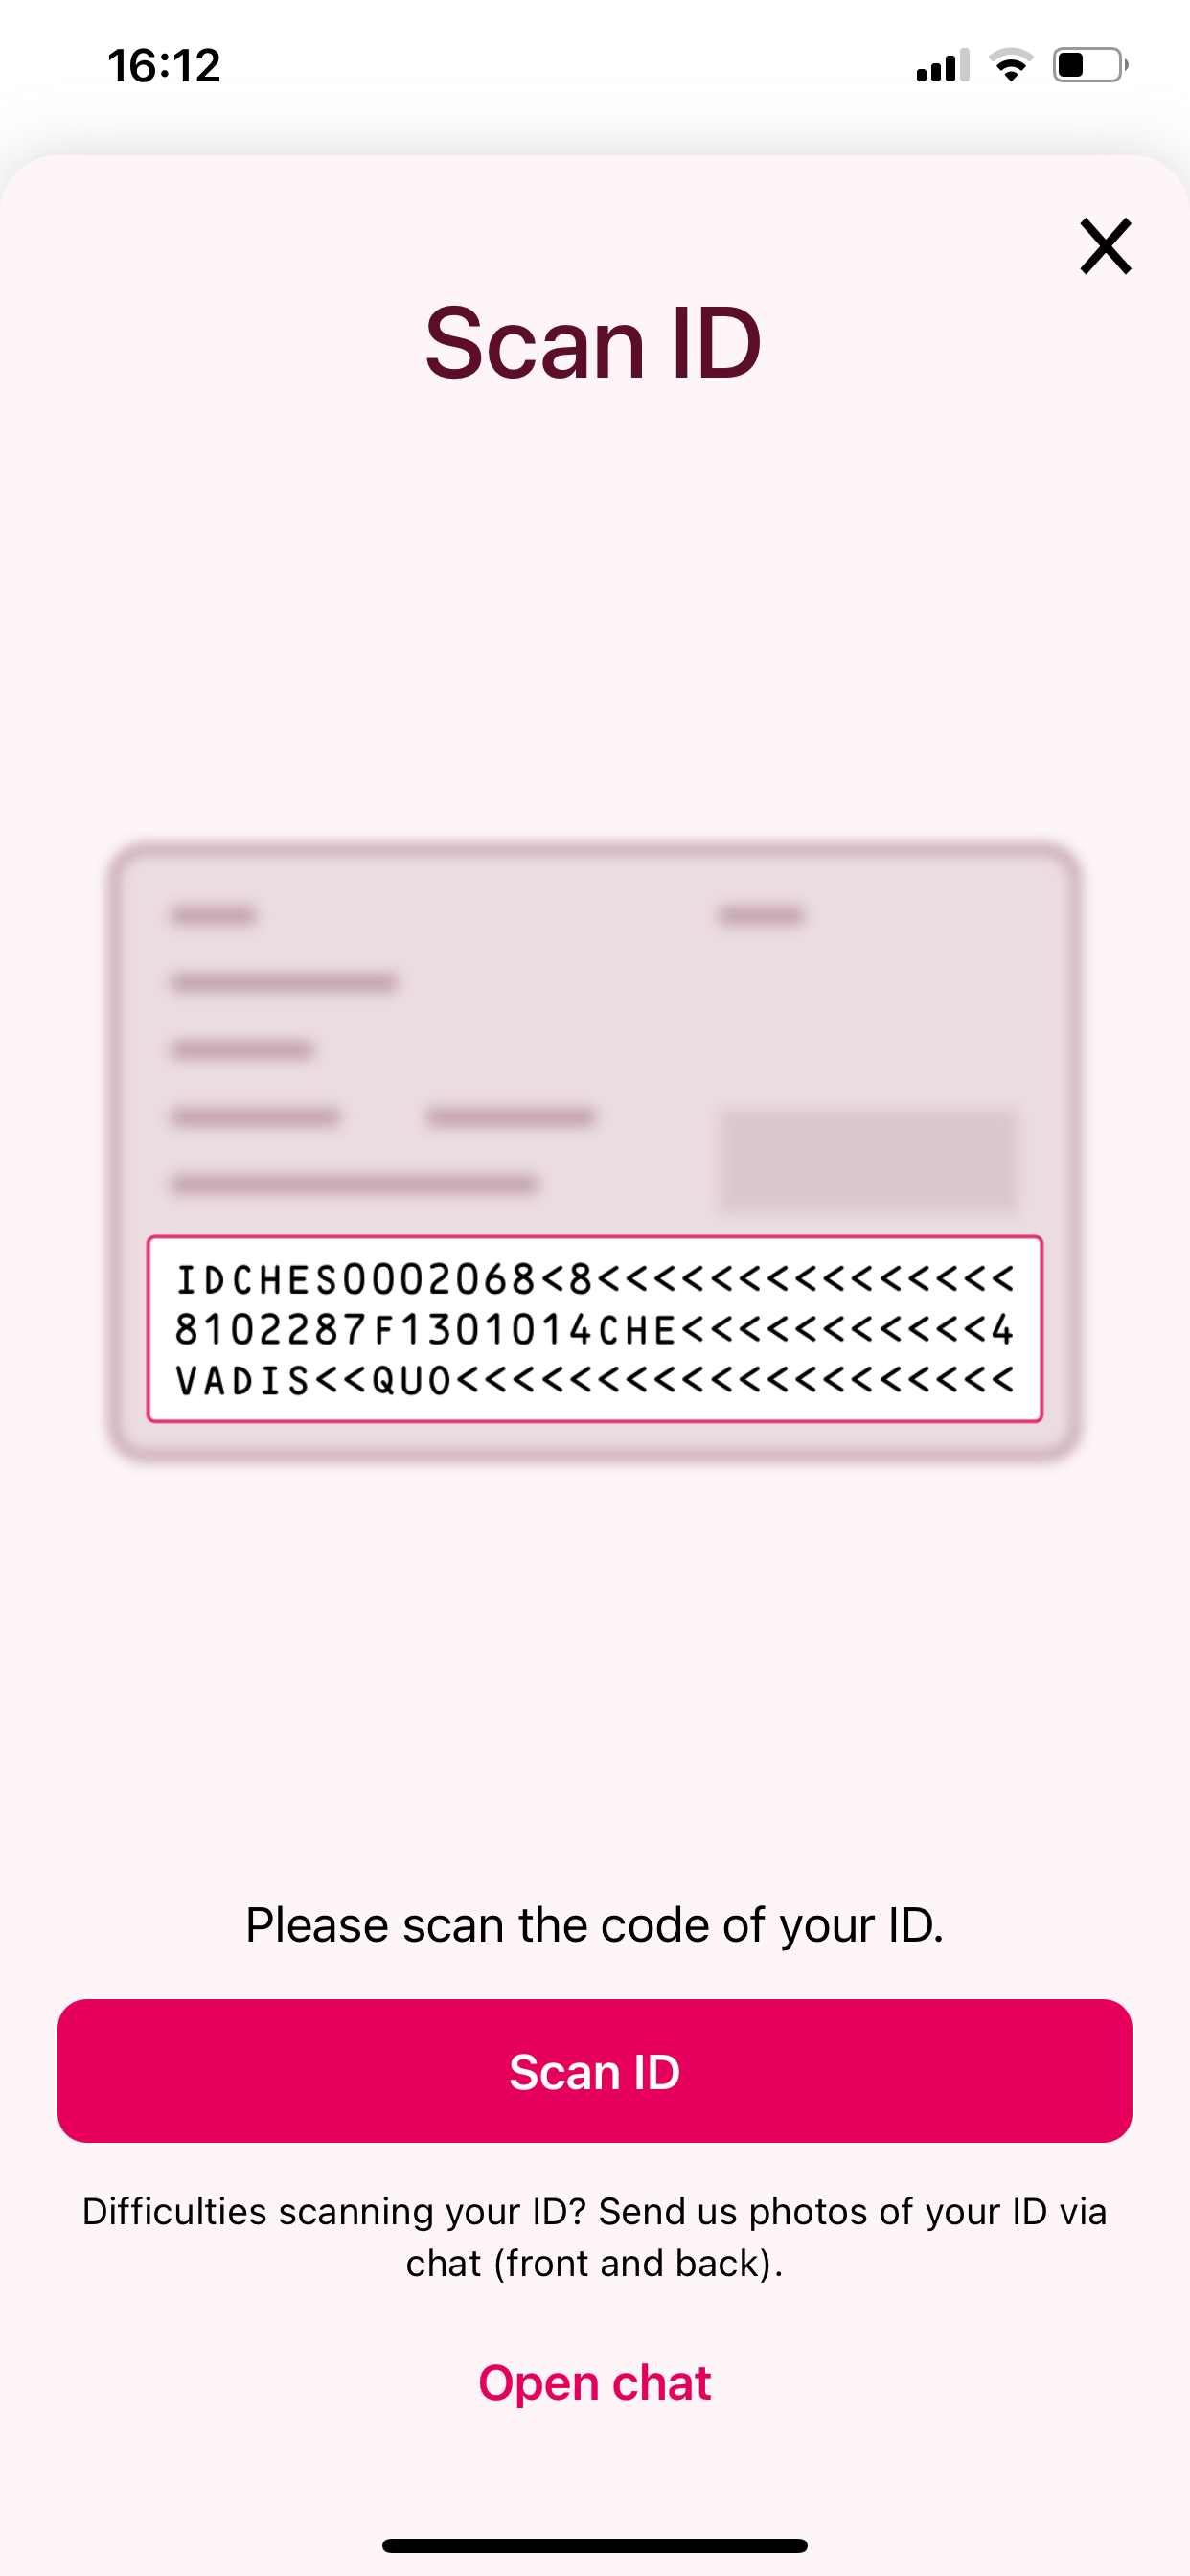 16:12
Scan ID
IDCHES0002068<8<<<<<<<<<<<<<<<
8102287F1301014CHE<<<<<<<<<<<4
VADIS<<QUO<<<<<<<<<<<<<<<<<<<<
Please scan the code of your ID.
Scan ID
Difficulties scanning your ID? Send us photos of your ID via
chat (front and back).
Open chat